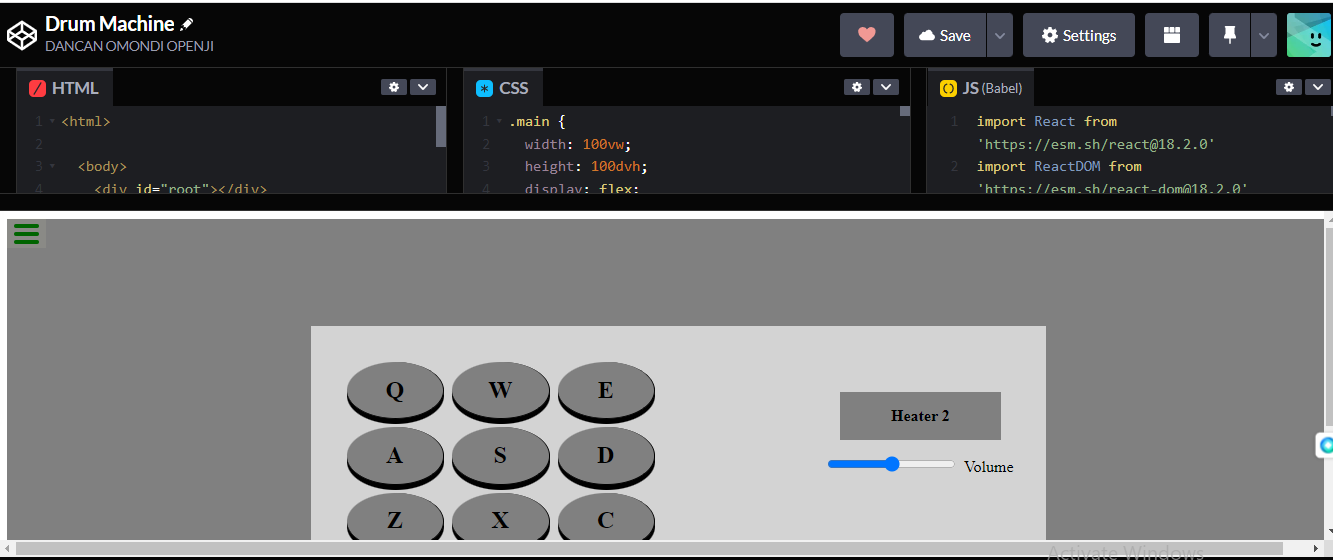 Drum Machine
DANCAN OMONDI OPENJI
Save
Settings
HTML
CSS
JS (Babel)
1 <html>
2
3 <body>
4 <div id="root"></div>
1 .main {
2 width: 100vw;
3 height: 100dvh;
4 display: flex;
1 import React from
'https://esm.sh/react@18.2.0'
2 import ReactDOM from
'https://esm.sh/react-dom@18.2.0'
Q W E
Heater 2
A S D
Volume
Z X C
Activate Windows